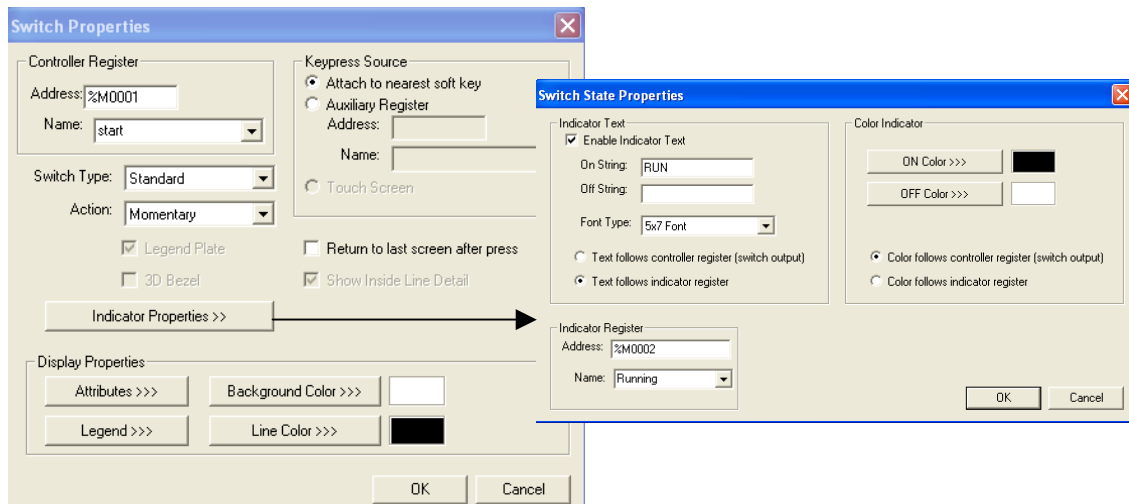 Switch Properties
Controller Register
Address: %M0001
Name: start
Switch Type: Standard
Action: Momentary
Legend Plate
3D Bezel
Indicator Properties >>
Keypress Source
Attach to nearest soft key
Auxiliary Register
Address:
Name:
Touch Screen
Return to last screen after press
Show Inside Line Detail
Display Properties
Attributes >>>
Background Color >>>
Legend >>>
Line Color >>>
OK
Cancel
Switch State Properties
Indicator Text
Enable Indicator Text
On String: RUN
Off String:
Font Type: 5x7 Font
Text follows controller register (switch output)
Text follows indicator register
Color Indicator
ON Color >>>
OFF Color >>>
Color follows controller register (switch output)
Color follows indicator register
Indicator Register
Address: %M0002
Name: Running
OK
Cancel